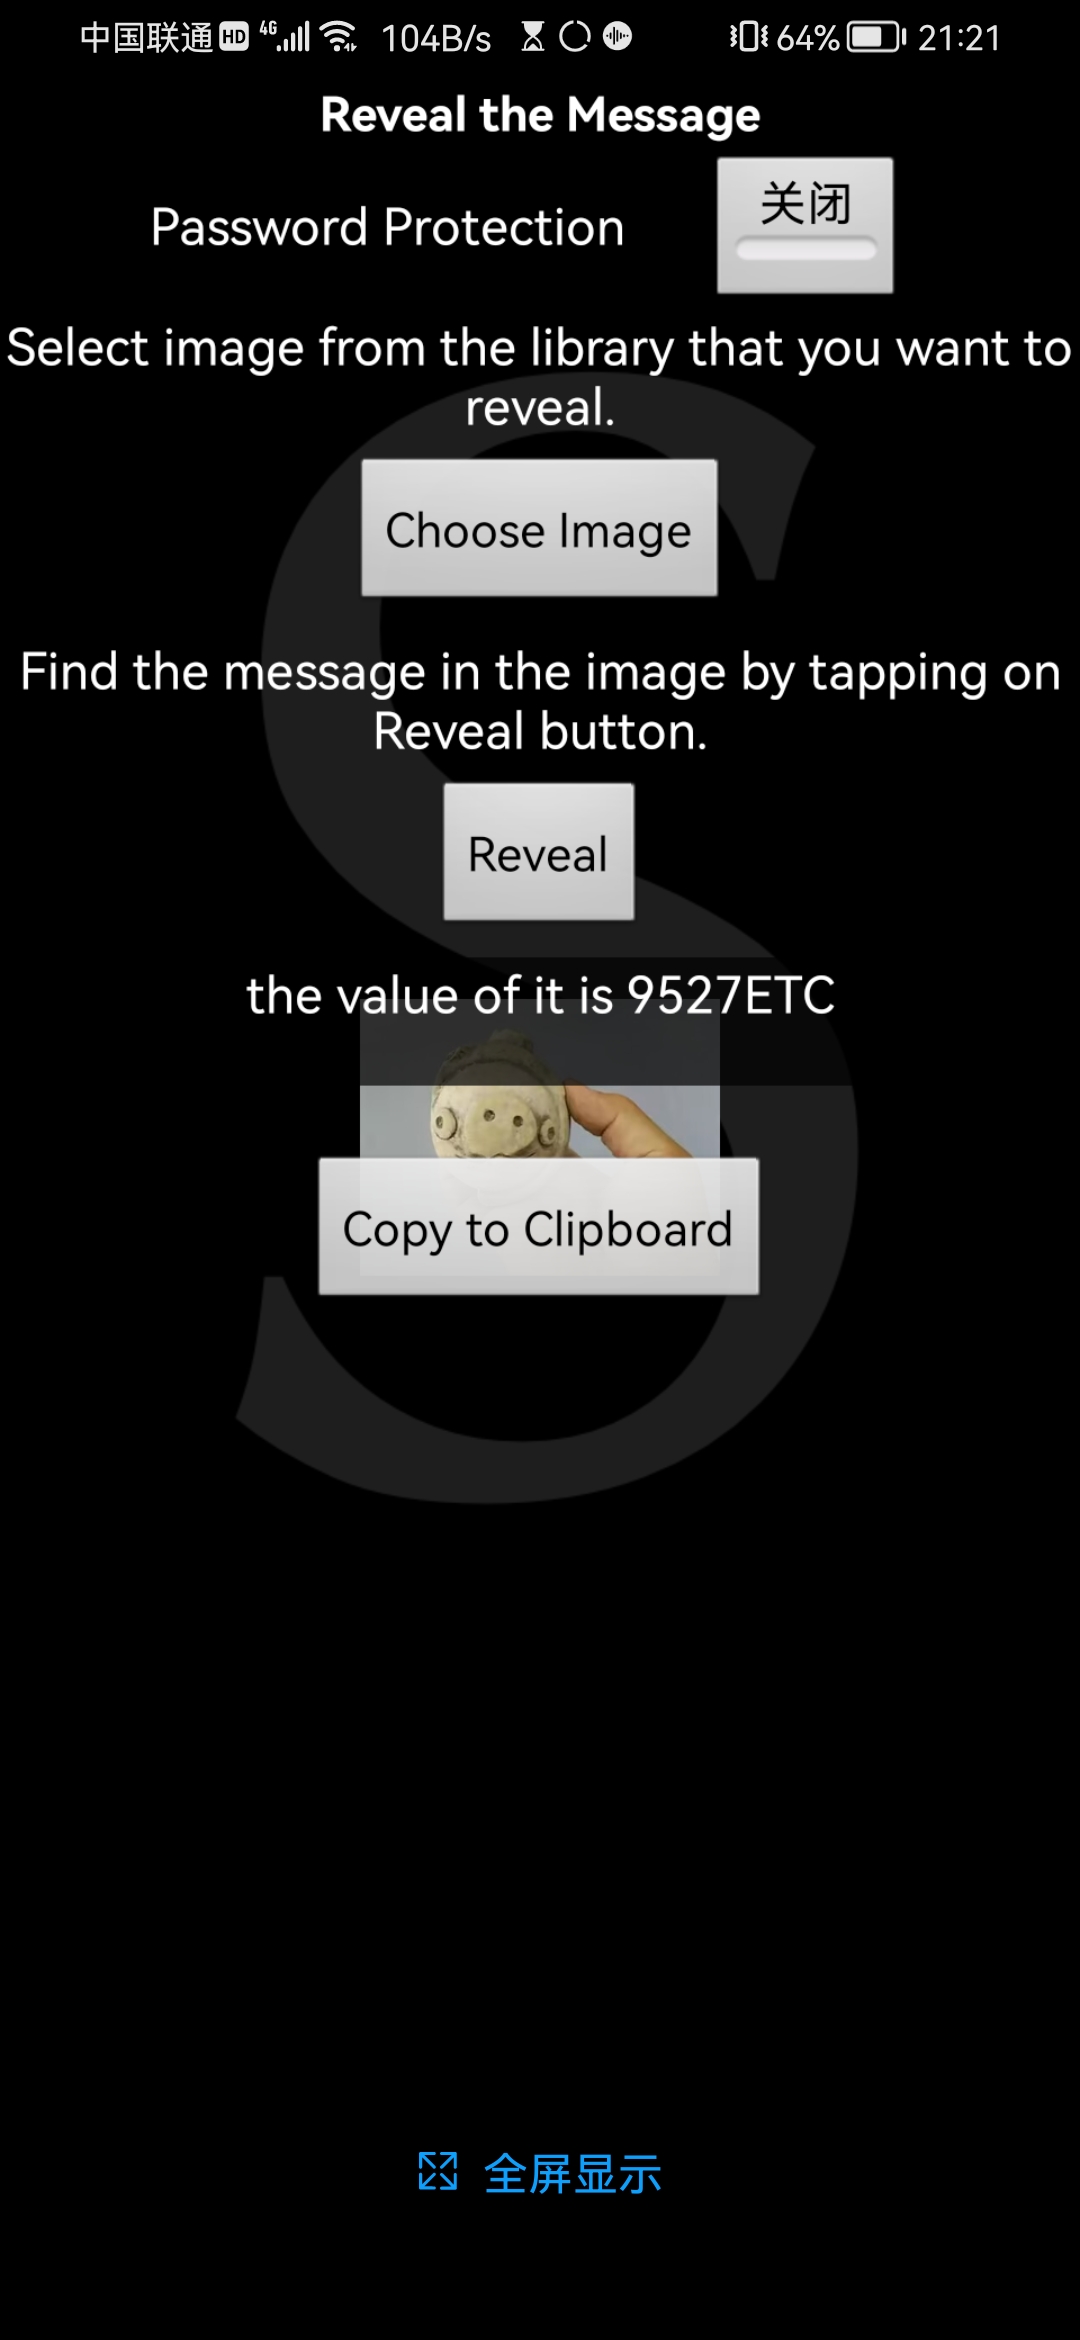 中国联通 HD 4G 104B/s 64% 21:21
Reveal the Message
Password Protection
关闭
Select image from the library that you want to
reveal.
Choose Image
Find the message in the image by tapping on
Reveal button.
Reveal
the value of it is 9527ETC
Copy to Clipboard
全屏显示